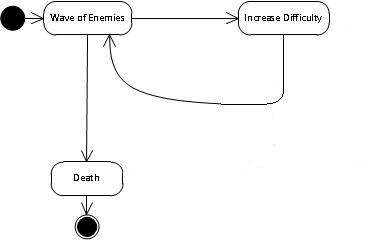 Wave of Enemies
Increase Difficulty
Death